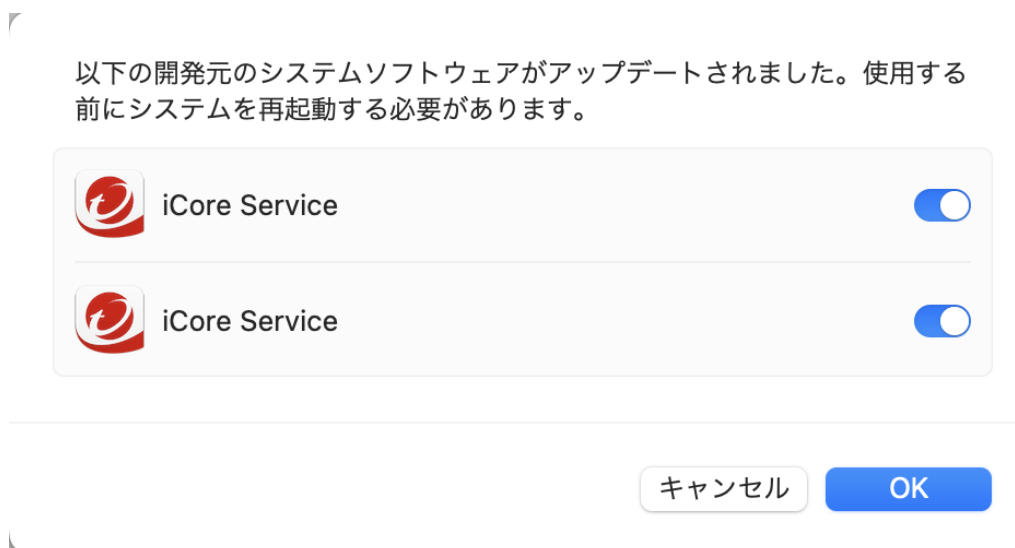 以下の開発元のシステムソフトウェアがアップデートされました。使用する
前にシステムを再起動する必要があります。
iCore Service
iCore Service
キャンセル
OK